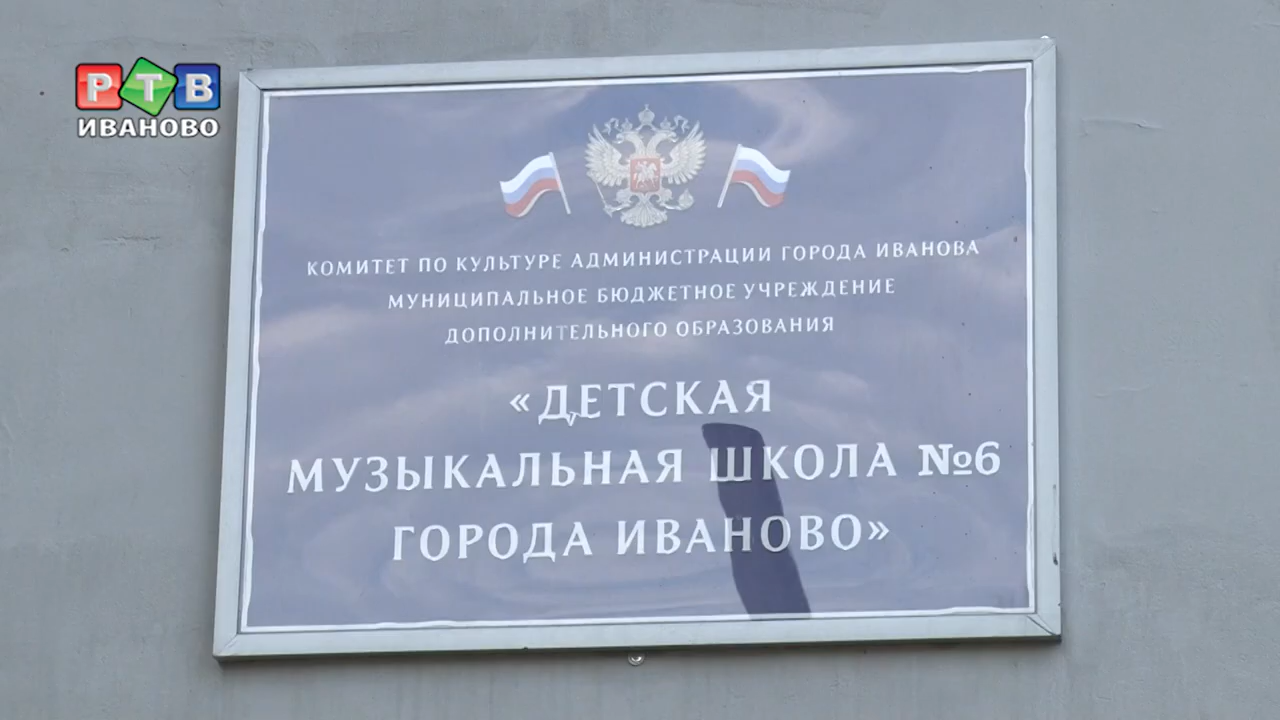 РТВ
ИВАНОВО
КОМИТЕТ ПО КУЛЬТУРЕ АДМИНИСТРАЦИИ ГОРОДА ИВАНОВА
МУНИЦИПАЛЬНОЕ БЮДЖЕТНОЕ УЧРЕЖДЕНИЕ
ДОПОЛНИТЕЛЬНОГО ОБРАЗОВАНИЯ
«ДЕТСКАЯ
МУЗЫКАЛЬНАЯ ШКОЛА №6
ГОРОДА ИВАНОВО»